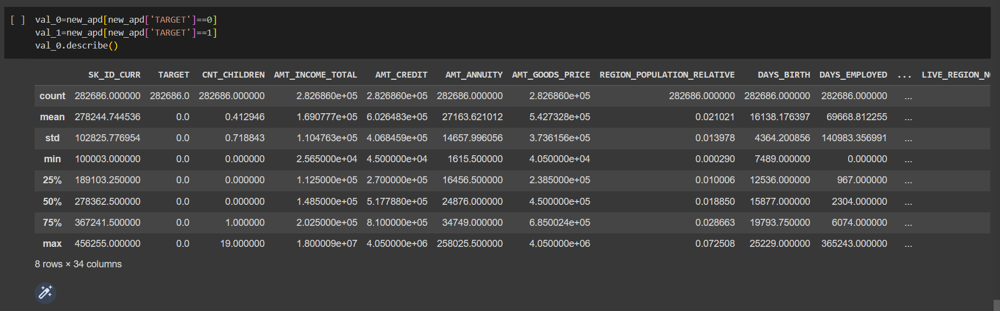 [ ] val_0=new_apd[new_apd['TARGET']==0]
val_1=new_apd[new_apd['TARGET']==1]
val_0.describe()
SK_ID_CURR TARGET CNT_CHILDREN AMT_INCOME_TOTAL AMT_CREDIT AMT_ANNUITY AMT_GOODS_PRICE REGION_POPULATION_RELATIVE DAYS_BIRTH DAYS_EMPLOYED ... LIVE_REGION_N
count 282686.000000 282686.0 282686.000000 2.826860e+05 2.826860e+05 282686.000000 2.826860e+05 282686.000000 282686.000000 282686.000000 ...
mean 278244.744536 0.0 0.412946 1.690777e+05 6.026483e+05 27163.621012 5.427328e+05 0.021021 16138.176397 69668.812255 ...
std 102825.776954 0.0 0.718843 1.104763e+05 4.068459e+05 14657.996056 3.736156e+05 0.013978 4364.200856 140983.356991 ...
min 100003.000000 0.0 0.000000 2.565000e+04 4.500000e+04 1615.500000 4.050000e+04 0.000290 7489.000000 0.000000 ...
25% 189103.250000 0.0 0.000000 1.125000e+05 2.700000e+05 16456.500000 2.385000e+05 0.010006 12536.000000 967.000000 ...
50% 278362.500000 0.0 0.000000 1.485000e+05 5.177880e+05 24876.000000 4.500000e+05 0.018850 15877.000000 2304.000000 ...
75% 367241.500000 0.0 1.000000 2.025000e+05 8.100000e+05 34749.000000 6.850024e+05 0.028663 19793.750000 6074.000000 ...
max 456255.000000 0.0 19.000000 1.800009e+07 4.050000e+06 258025.500000 4.050000e+06 0.072508 25229.000000 365243.000000 ...
8 rows × 34 columns